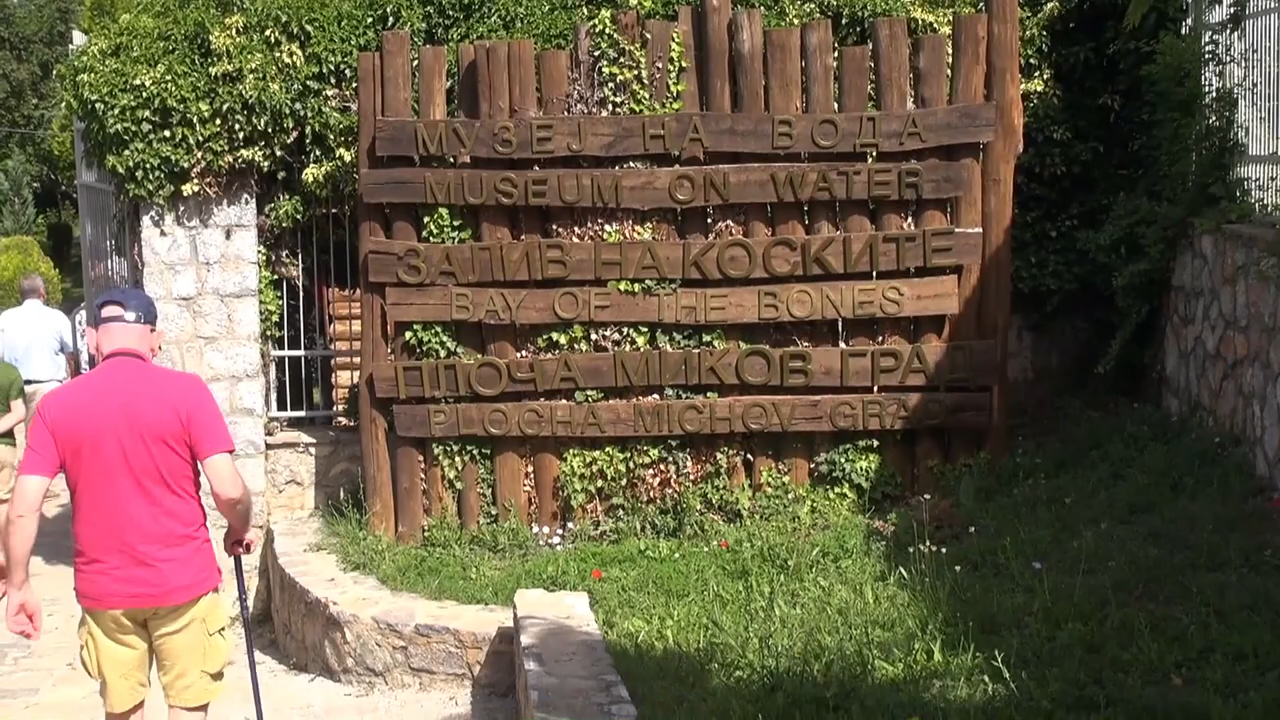 МУЗЕЈ НА ВОДА
MUSEUM ON WATER
ЗАЛИВ НА КОСКИТЕ
BAY OF THE BONES
ПЛОЧА МИКОВ ГРАД
PLOCHA MICHOV GRAD